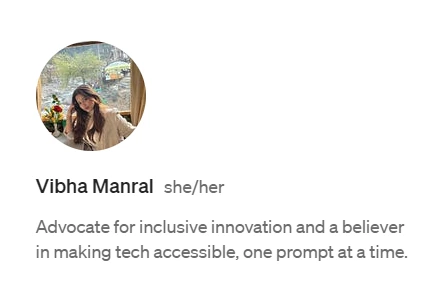 Vibha Manral she/her
Advocate for inclusive innovation and a believer
in making tech accessible, one prompt at a time.